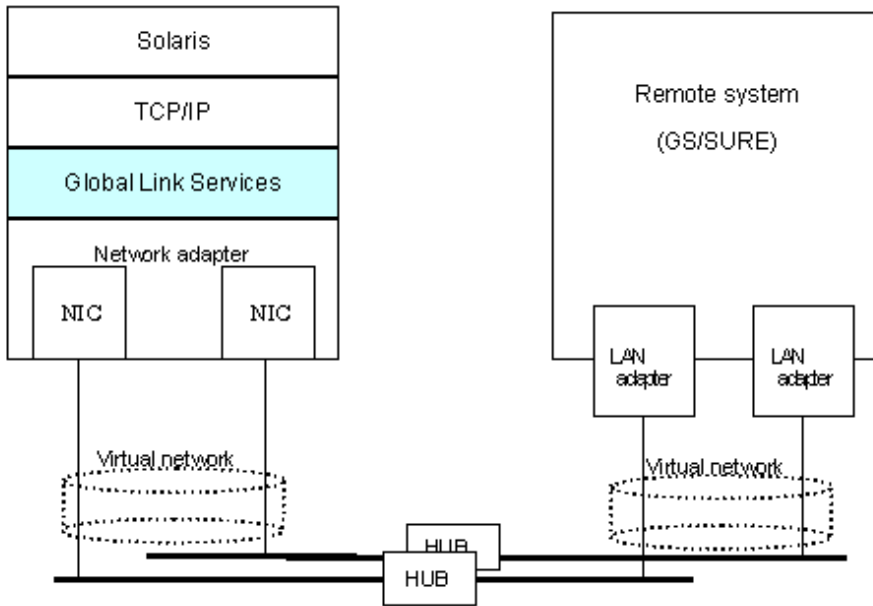 Solaris
TCP/IP
Global Link Services
Network adapter
NIC
NIC
Remote system
(GS/SURE)
LAN
adapter
LAN
adapter
Virtual network
Virtual network
HUB
HUB